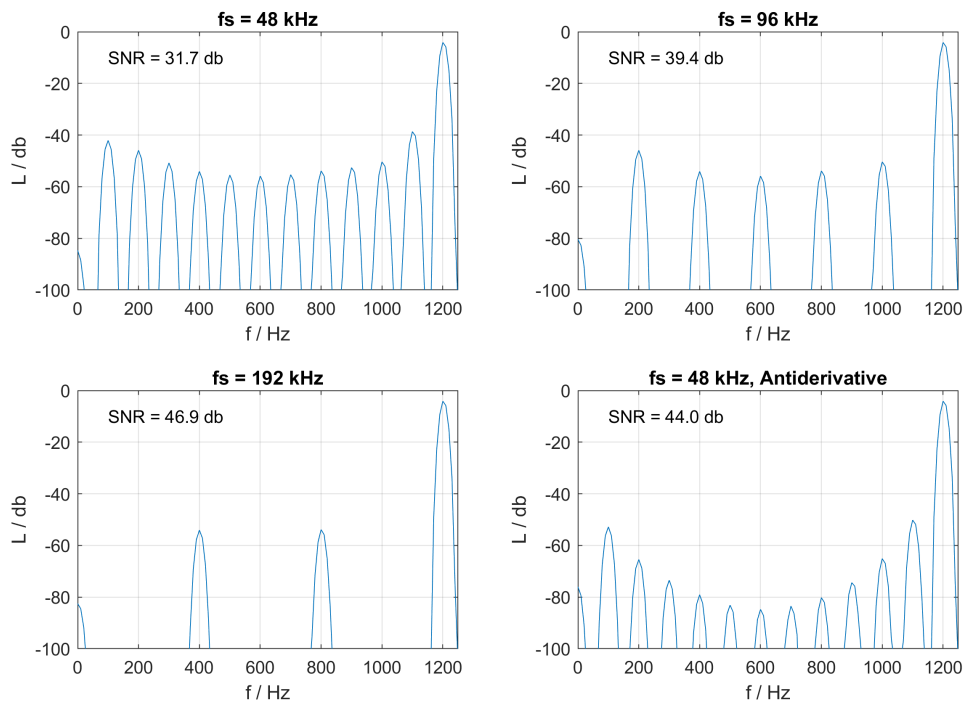 fs = 48 kHz
SNR = 31.7 db
0
-20
-40
-60
-80
-100
L / db
0 200 400 600 800 1000 1200
f / Hz
fs = 96 kHz
SNR = 39.4 db
0
-20
-40
-60
-80
-100
L / db
0 200 400 600 800 1000 1200
f / Hz
fs = 192 kHz
SNR = 46.9 db
0
-20
-40
-60
-80
-100
L / db
0 200 400 600 800 1000 1200
f / Hz
fs = 48 kHz, Antiderivative
SNR = 44.0 db
0
-20
-40
-60
-80
-100
L / db
0 200 400 600 800 1000 1200
f / Hz